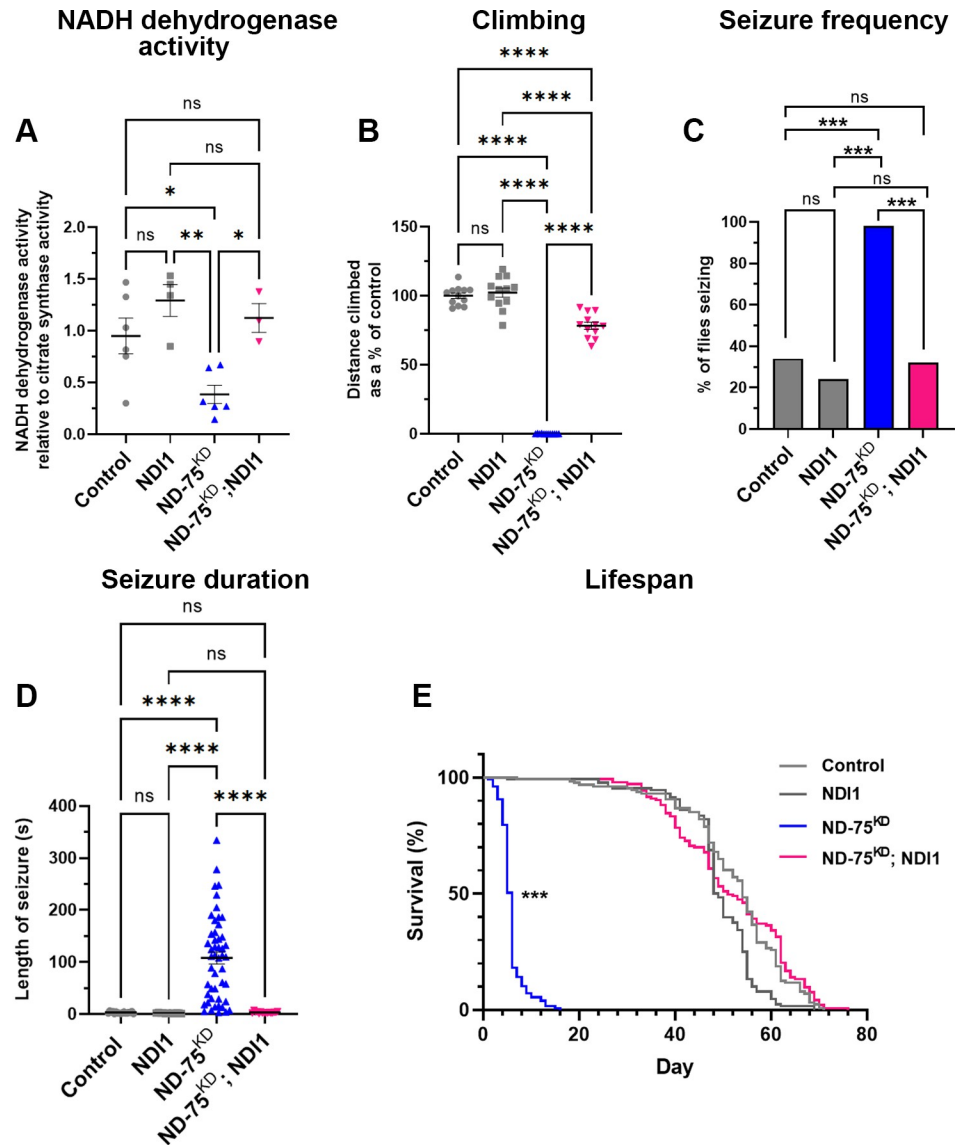 NADH dehydrogenase
activity
Climbing
Seizure frequency
A
ns
ns
*
ns
**
*
NADH dehydrogenase activity
relative to citrate synthase activity
2.0
1.5
1.0
0.5
0.0
Control
NDI1
ND-75KD
ND-75KD;NDI1
B
****
****
****
****
ns
****
Distance climbed
as a % of control
150
100
50
0
Control
NDI1
ND-75KD
ND-75KD; NDI1
C
ns
***
***
ns
ns
***
% of flies seizing
100
80
60
40
20
0
Control
NDI1
ND-75KD
ND-75KD; NDI1
Seizure duration
Lifespan
D
ns
ns
****
****
ns
****
Length of seizure (s)
400
300
200
100
0
Control
NDI1
ND-75KD
ND-75KD; NDI1
E
Survival (%)
100
50
0
***
0
20
40
60
80
Day
Control
NDI1
ND-75KD
ND-75KD; NDI1